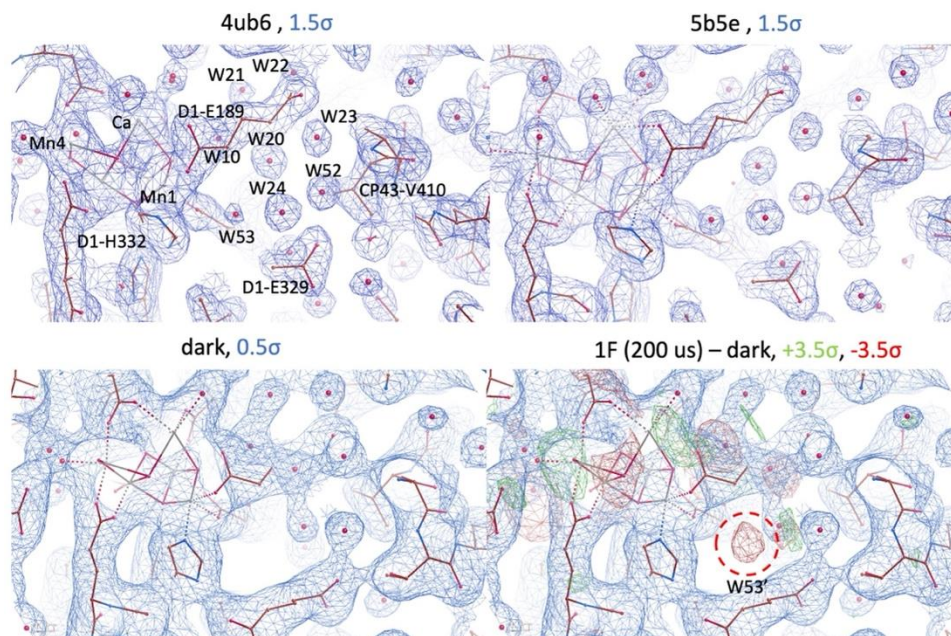 4ub6 , 1.5σ
5b5e , 1.5σ
W21
W22
D1-E189
Ca
W23
Mn4
W10
W20
W52
W24
Mn1
CP43-V410
W53
D1-H332
D1-E329
dark, 0.5σ
1F (200 us) – dark, +3.5σ, -3.5σ
W53’